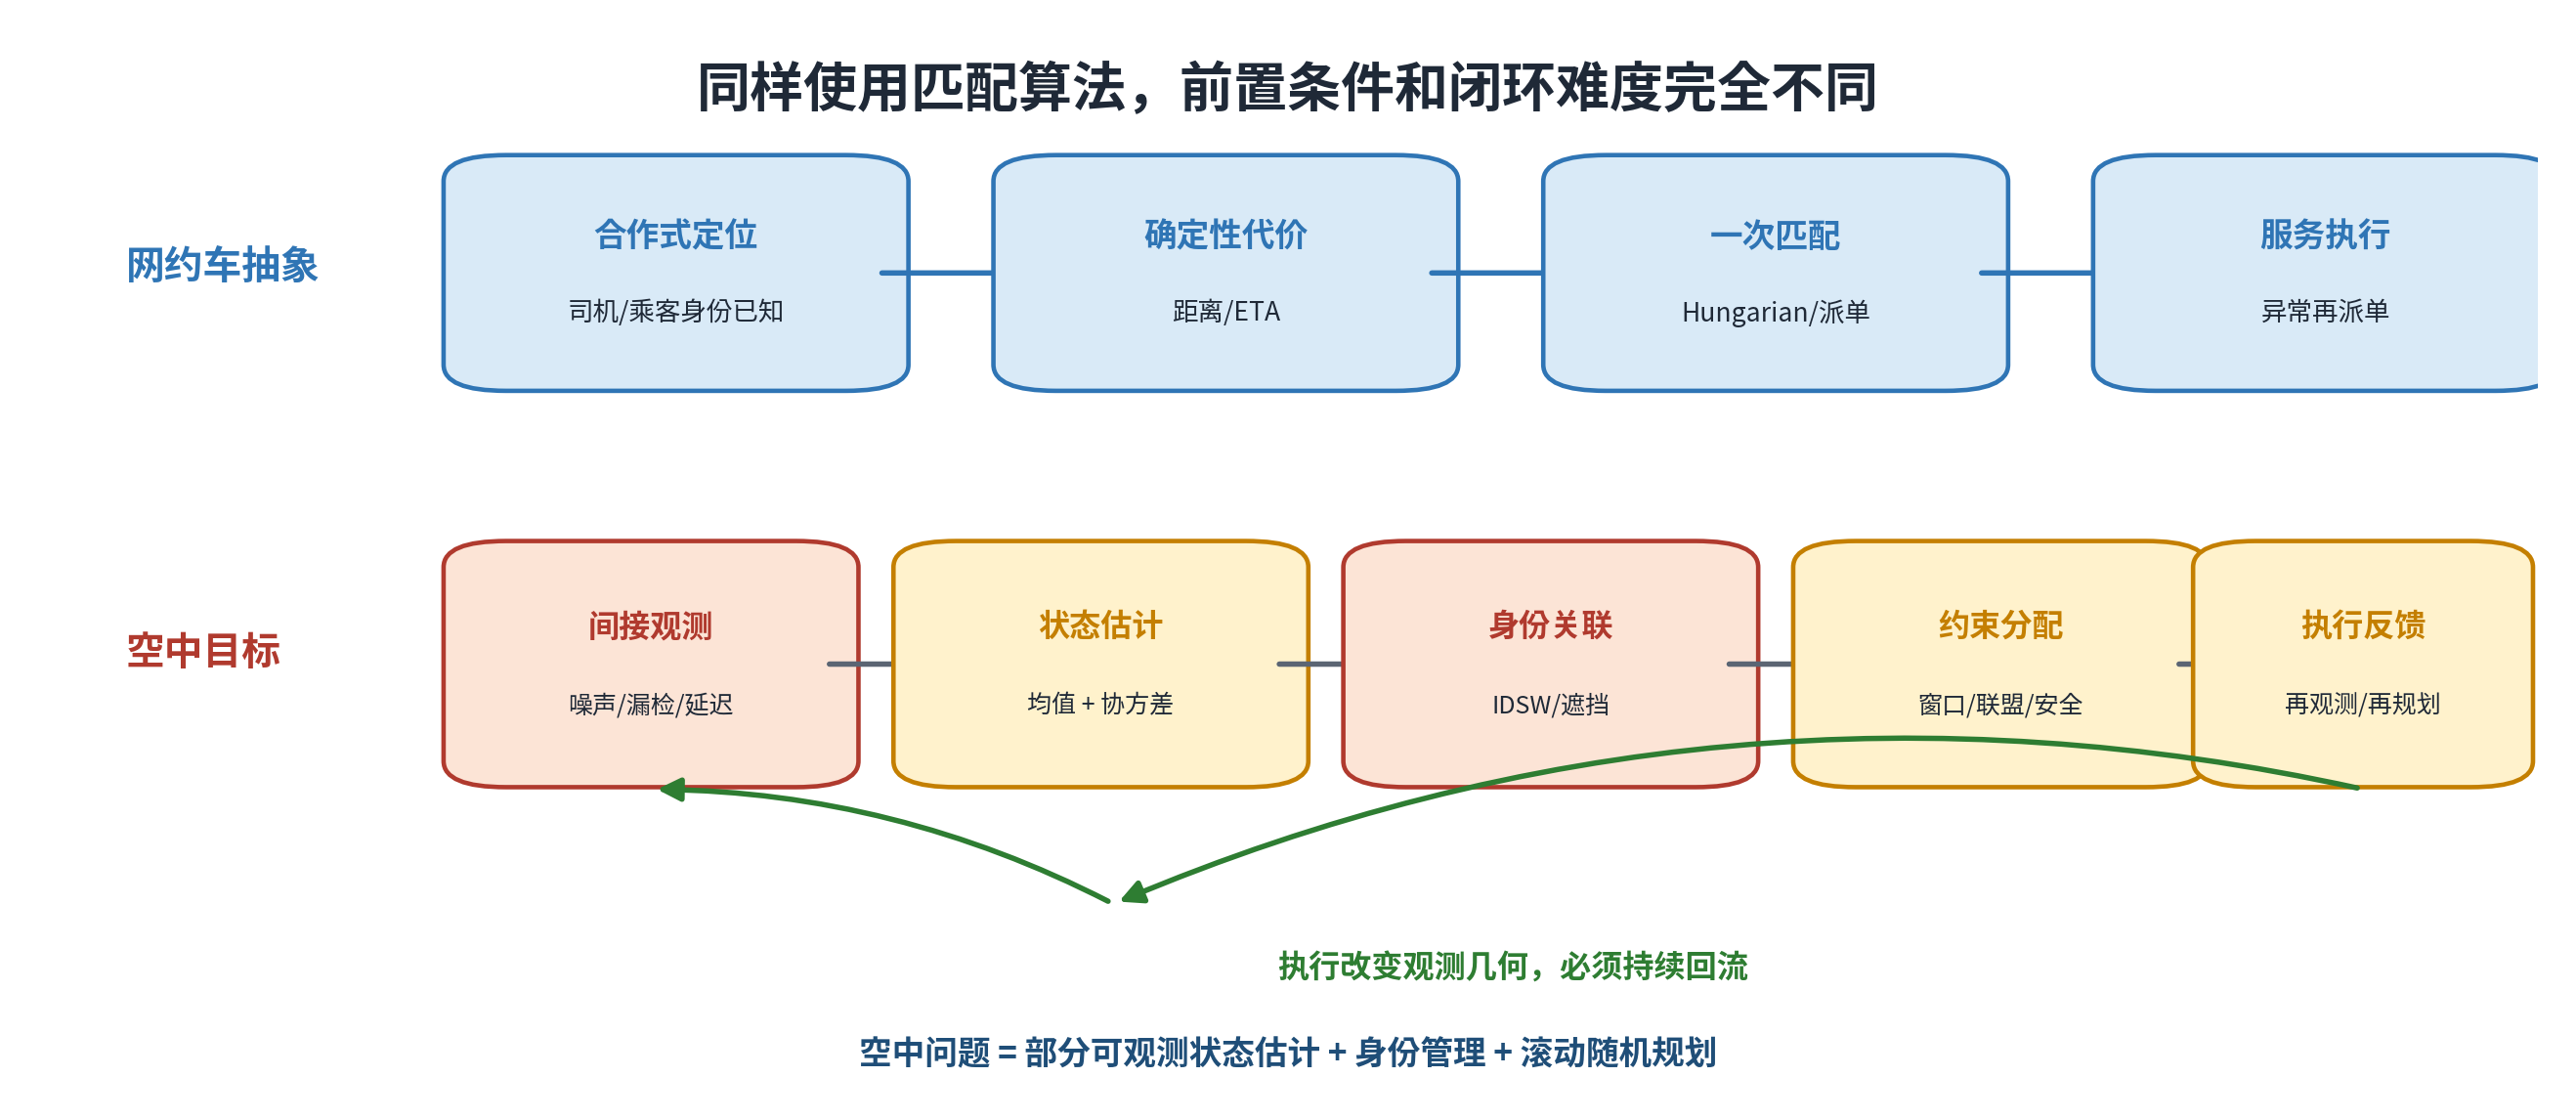 同样使用匹配算法，前置条件和闭环难度完全不同
网约车抽象
合作式定位
司机/乘客身份已知
确定性代价
距离/ETA
一次匹配
Hungarian/派单
服务执行
异常再派单
空中目标
间接观测
噪声/漏检/延迟
状态估计
均值 + 协方差
身份关联
IDSW/遮挡
约束分配
窗口/联盟/安全
执行反馈
再观测/再规划
执行改变观测几何，必须持续回流
空中问题 = 部分可观测状态估计 + 身份管理 + 滚动随机规划